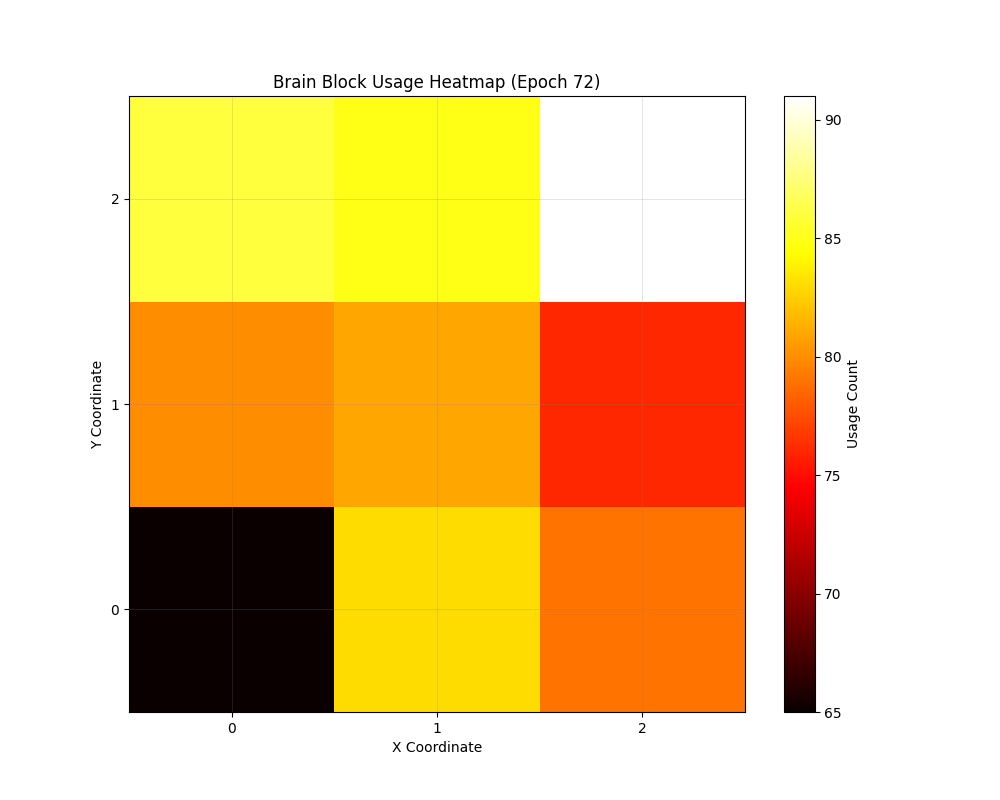 Brain Block Usage Heatmap (Epoch 72)
2
1
0
Y Coordinate
0 1 2
X Coordinate
90
85
80
75
70
65
Usage Count